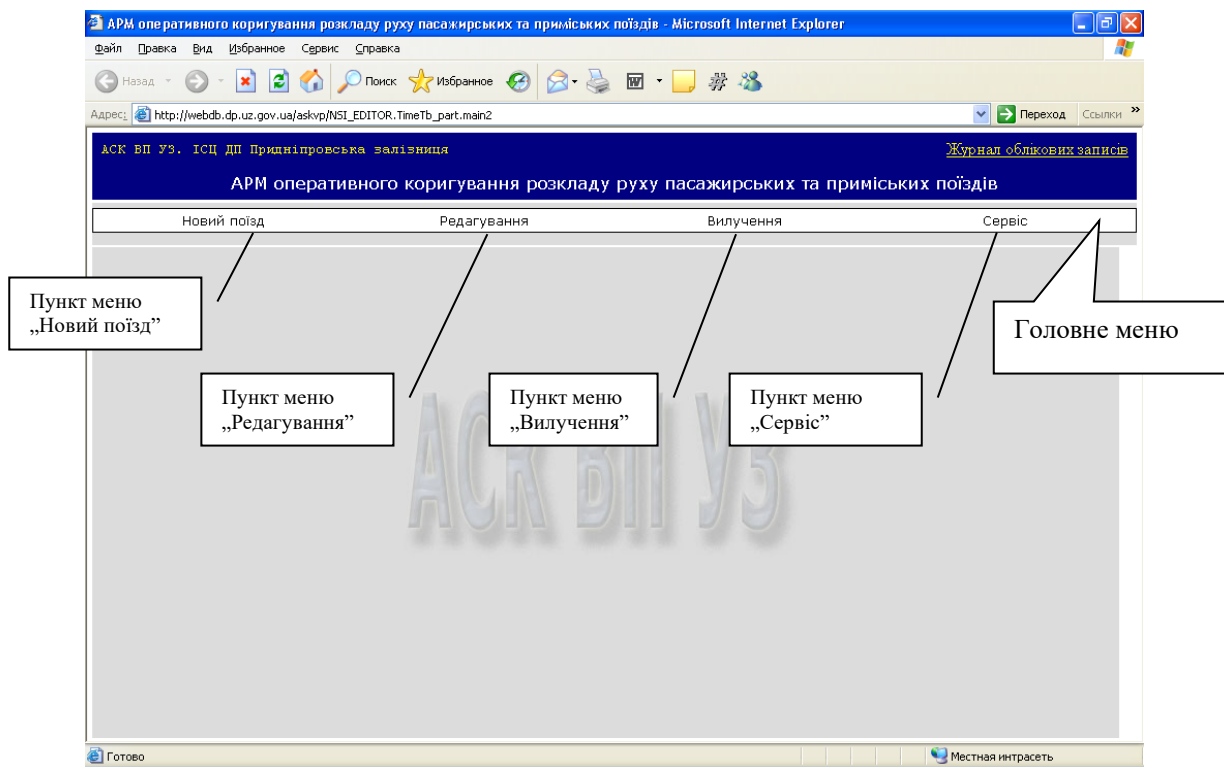 АРМ оперативного коригування розкладу руху пасажирських та приміських поїздів - Microsoft Internet Explorer
Файл Правка Вид Избранное Сервис Справка
Назад Поиск Избранное
Адрес: http://webdb.dp.uz.gov.ua/askvp/NSI_EDITOR.TimeTb_part.main2 Переход Ссылки »
АСК ВП УЗ. ІСЦ ДП Придніпровська залізниця Журнал облікових записів
АРМ оперативного коригування розкладу руху пасажирських та приміських поїздів
Новий поїзд Редагування Вилучення Сервіс
Пункт меню
„Новий поїзд”
Головне меню
Пункт меню
„Редагування”
Пункт меню
„Вилучення”
Пункт меню
„Сервіс”
АСК ВП УЗ
Готово Местная интрасеть